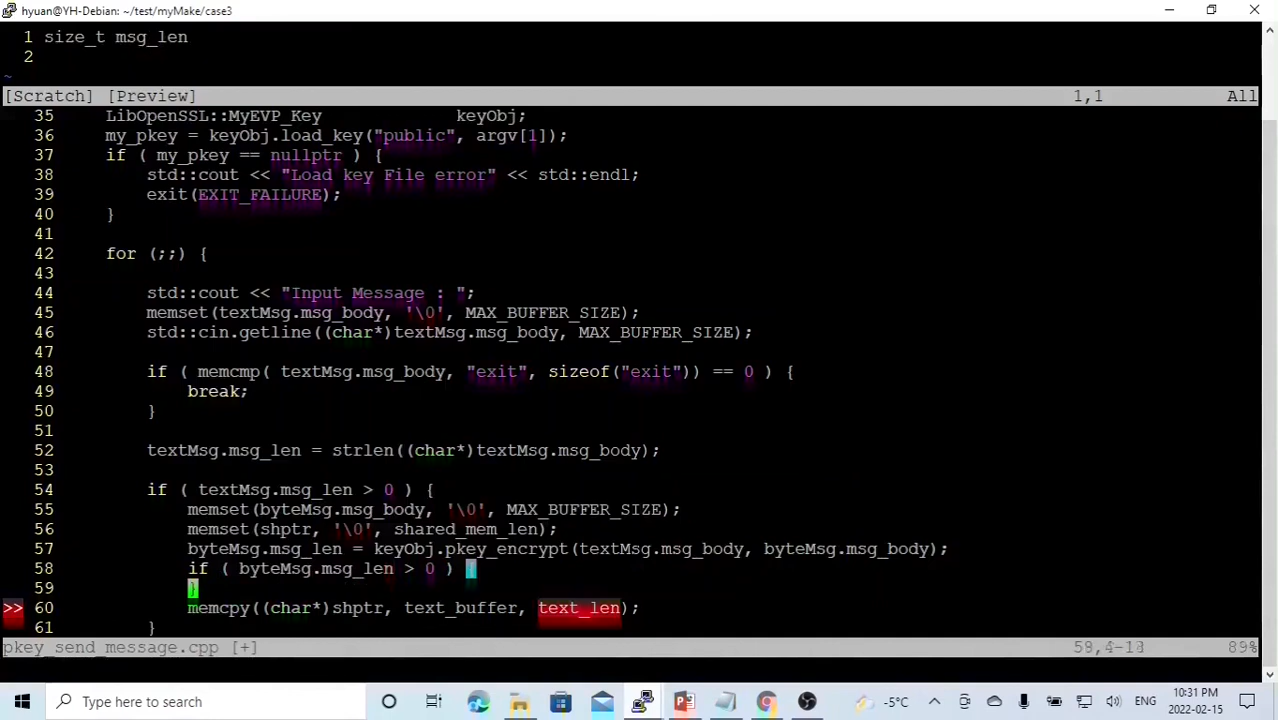 hyuan@YH-Debian: ~/test/myMake/case3
1 size_t msg_len
2
~
[Scratch] [Preview] 1,1 All
35 LibOpenSSL::MyEVP_Key keyObj;
36 my_pkey = keyObj.load_key("public", argv[1]);
37 if ( my_pkey == nullptr ) {
38 std::cout << "Load key File error" << std::endl;
39 exit(EXIT_FAILURE);
40 }
41
42 for (;;) {
43
44 std::cout << "Input Message : ";
45 memset(textMsg.msg_body, '\0', MAX_BUFFER_SIZE);
46 std::cin.getline((char*)textMsg.msg_body, MAX_BUFFER_SIZE);
47
48 if ( memcmp( textMsg.msg_body, "exit", sizeof("exit")) == 0 ) {
49 break;
50 }
51
52 textMsg.msg_len = strlen((char*)textMsg.msg_body);
53
54 if ( textMsg.msg_len > 0 ) {
55 memset(byteMsg.msg_body, '\0', MAX_BUFFER_SIZE);
56 memset(shptr, '\0', shared_mem_len);
57 byteMsg.msg_len = keyObj.pkey_encrypt(textMsg.msg_body, byteMsg.msg_body);
58 if ( byteMsg.msg_len > 0 ) {
59 }
>> 60 memcpy((char*)shptr, text_buffer, text_len);
61 }
pkey_send_message.cpp [+] 89%
Type here to search -5°C ENG 10:31 PM
2022-02-15